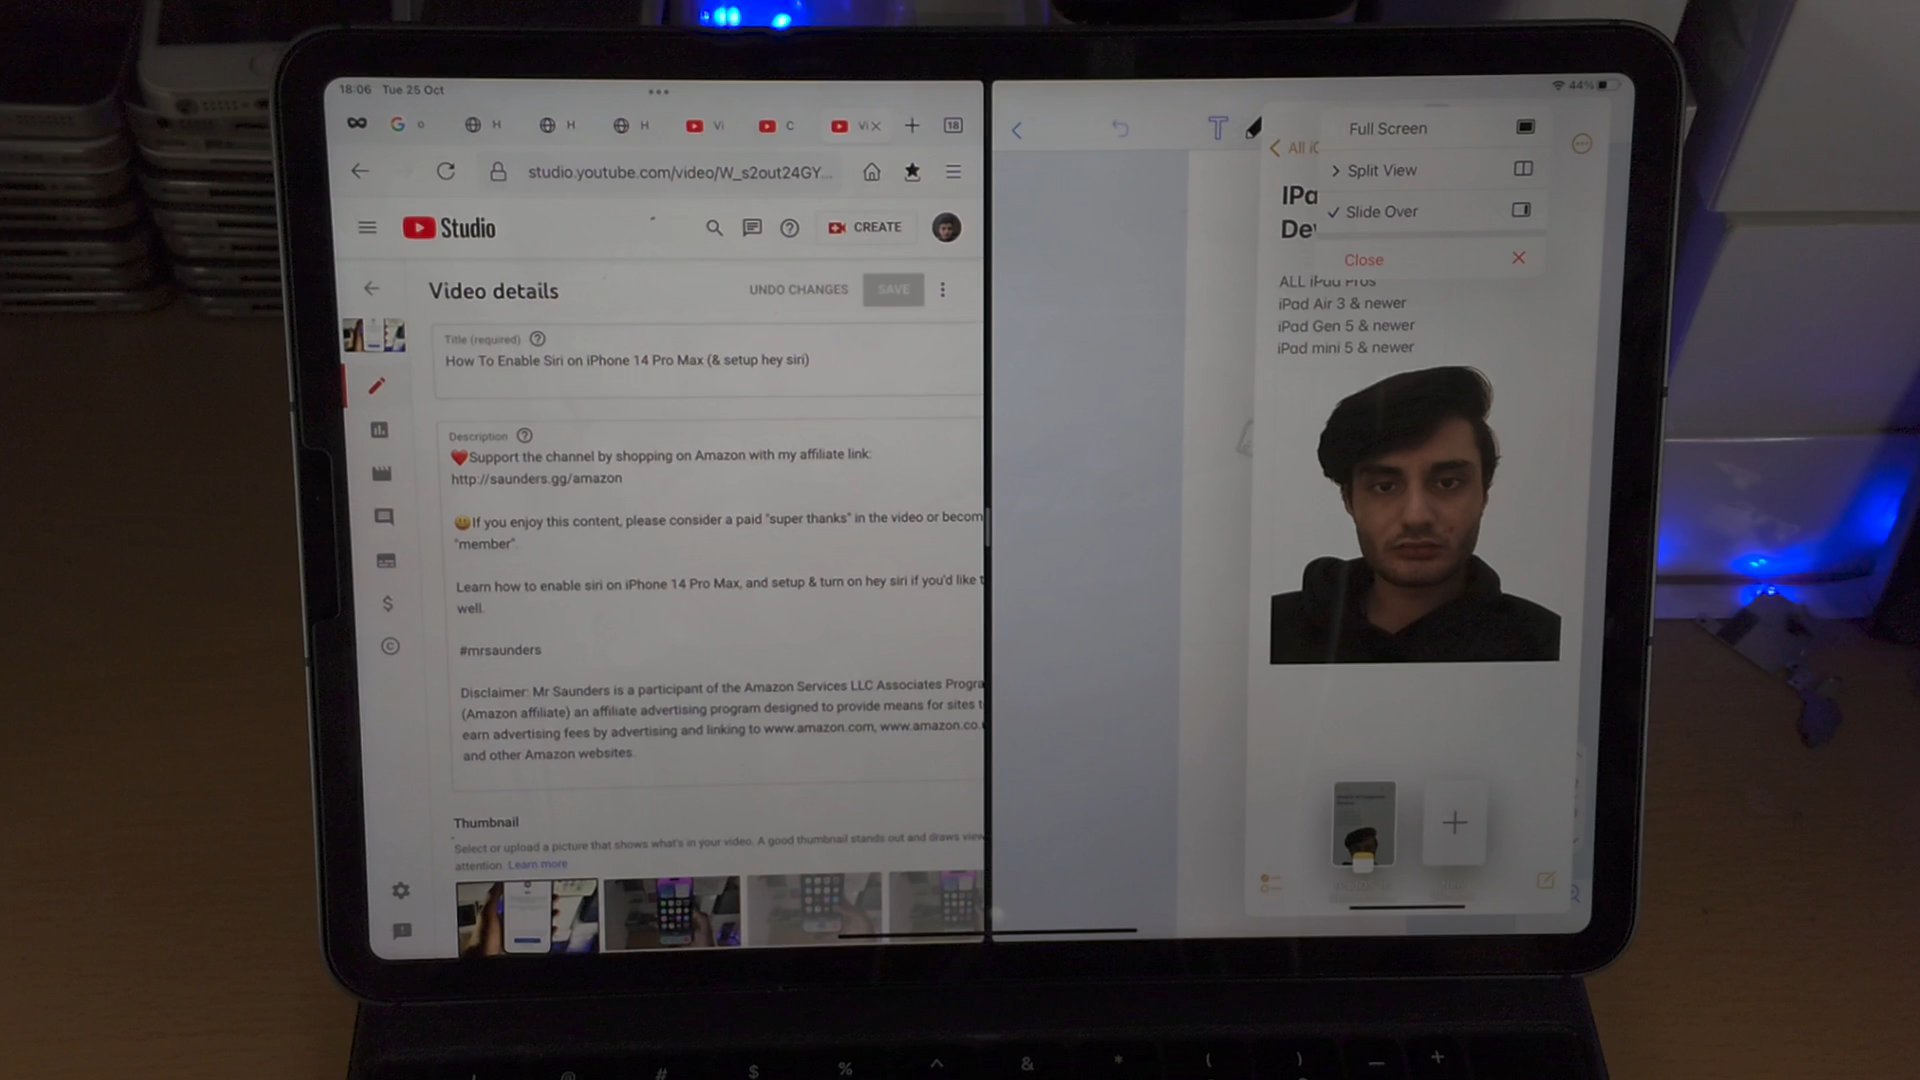 18:06 Tue 25 Oct
44%
H
H
H
Vi
C
Vi
18
studio.youtube.com/video/W_s2out24GY...
Studio
CREATE
Video details
UNDO CHANGES
SAVE
Title (required)
How To Enable Siri on iPhone 14 Pro Max (& setup hey siri)
Description
Support the channel by shopping on Amazon with my affiliate link:
http://saunders.gg/amazon
If you enjoy this content, please consider a paid "super thanks" in the video or becom
"member".
Learn how to enable siri on iPhone 14 Pro Max, and setup & turn on hey siri if you'd like t
well.
#mrsaunders
Disclaimer: Mr Saunders is a participant of the Amazon Services LLC Associates Progra
(Amazon affiliate) an affiliate advertising program designed to provide means for sites t
earn advertising fees by advertising and linking to www.amazon.com, www.amazon.co.
and other Amazon websites.
Thumbnail
Select or upload a picture that shows what's in your video. A good thumbnail stands out and draws view
attention. Learn more
T
All iC
Full Screen
Split View
Slide Over
Close
IPa
De
ALL iPad Pros
iPad Air 3 & newer
iPad Gen 5 & newer
iPad mini 5 & newer
@ # $ % ^ & * ( ) — +